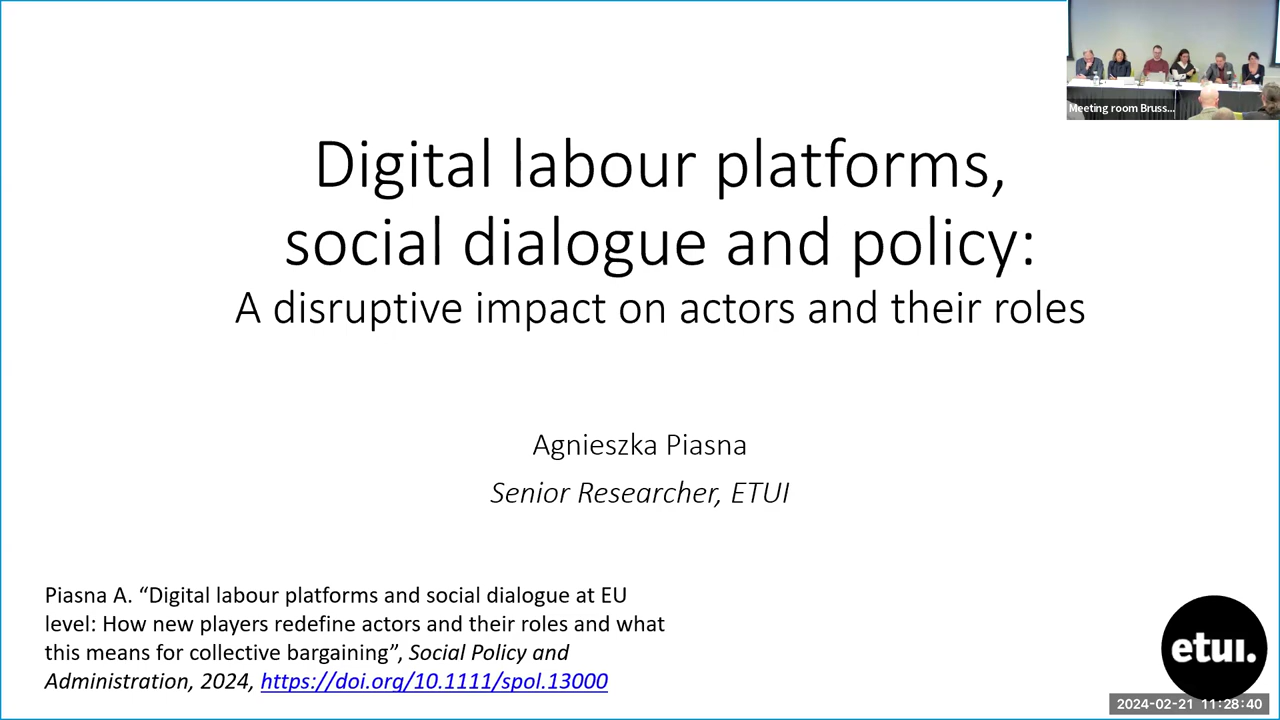 Meeting room Bruss...
Digital labour platforms,
social dialogue and policy:
A disruptive impact on actors and their roles
Agnieszka Piasna
Senior Researcher, ETUI
Piasna A. “Digital labour platforms and social dialogue at EU
level: How new players redefine actors and their roles and what
this means for collective bargaining”, Social Policy and
Administration, 2024, https://doi.org/10.1111/spol.13000
etui.
2024-02-21 11:28:40